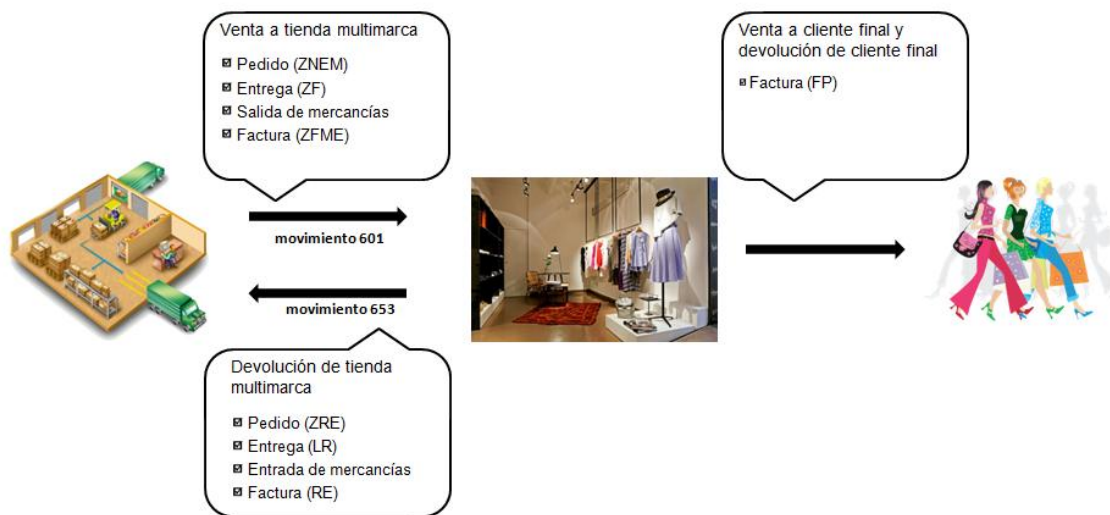 Venta a tienda multimarca
Pedido (ZNEM)
Entrega (ZF)
Salida de mercancías
Factura (ZFME)
Venta a cliente final y
devolución de cliente final
Factura (FP)
movimiento 601
movimiento 653
Devolución de tienda
multimarca
Pedido (ZRE)
Entrega (LR)
Entrada de mercancías
Factura (RE)